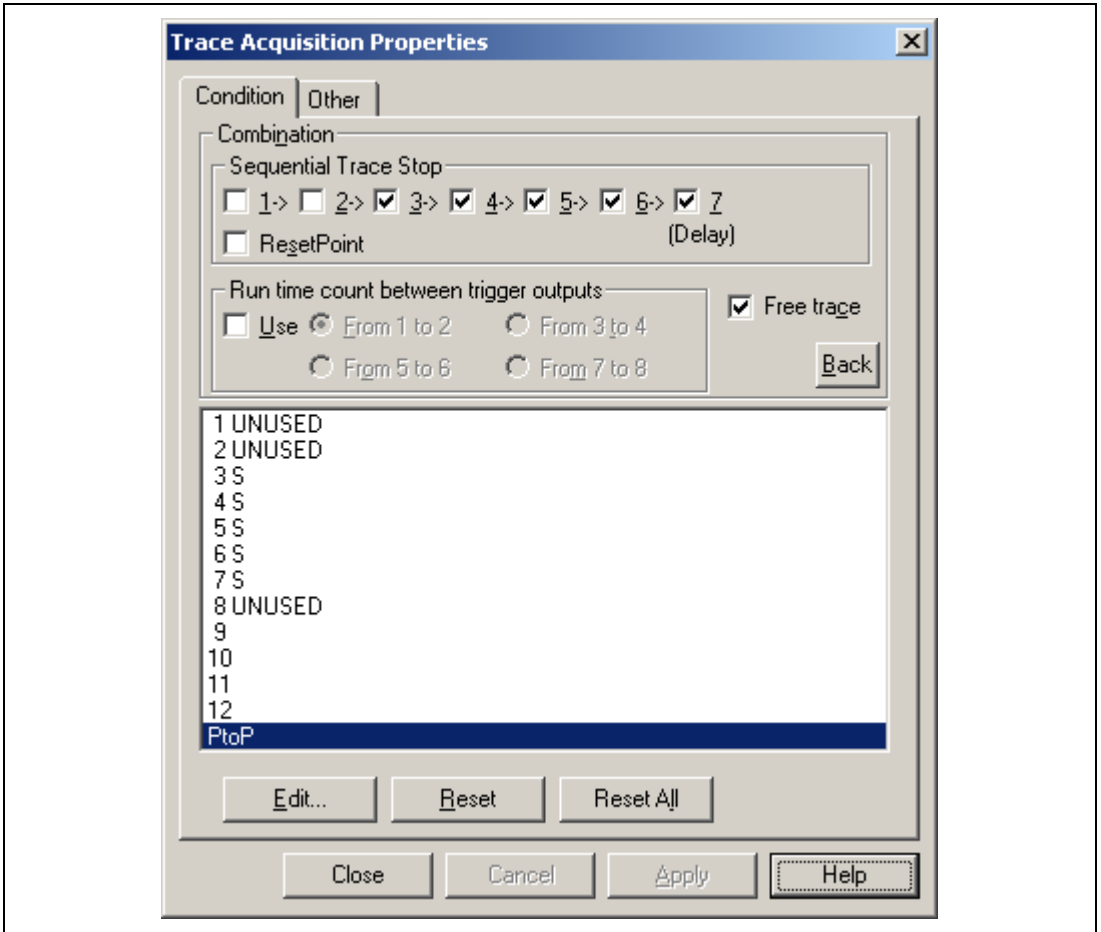 Trace Acquisition Properties
Condition Other
Combination
Sequential Trace Stop
1-> 2-> 3-> 4-> 5-> 6-> 7
(Delay)
ResetPoint
Run time count between trigger outputs
Use From 1 to 2 From 3 to 4
From 5 to 6 From 7 to 8
Free trace
Back
1 UNUSED
2 UNUSED
3 S
4 S
5 S
6 S
7 S
8 UNUSED
9
10
11
12
PtoP
Edit... Reset Reset All
Close Cancel Apply Help